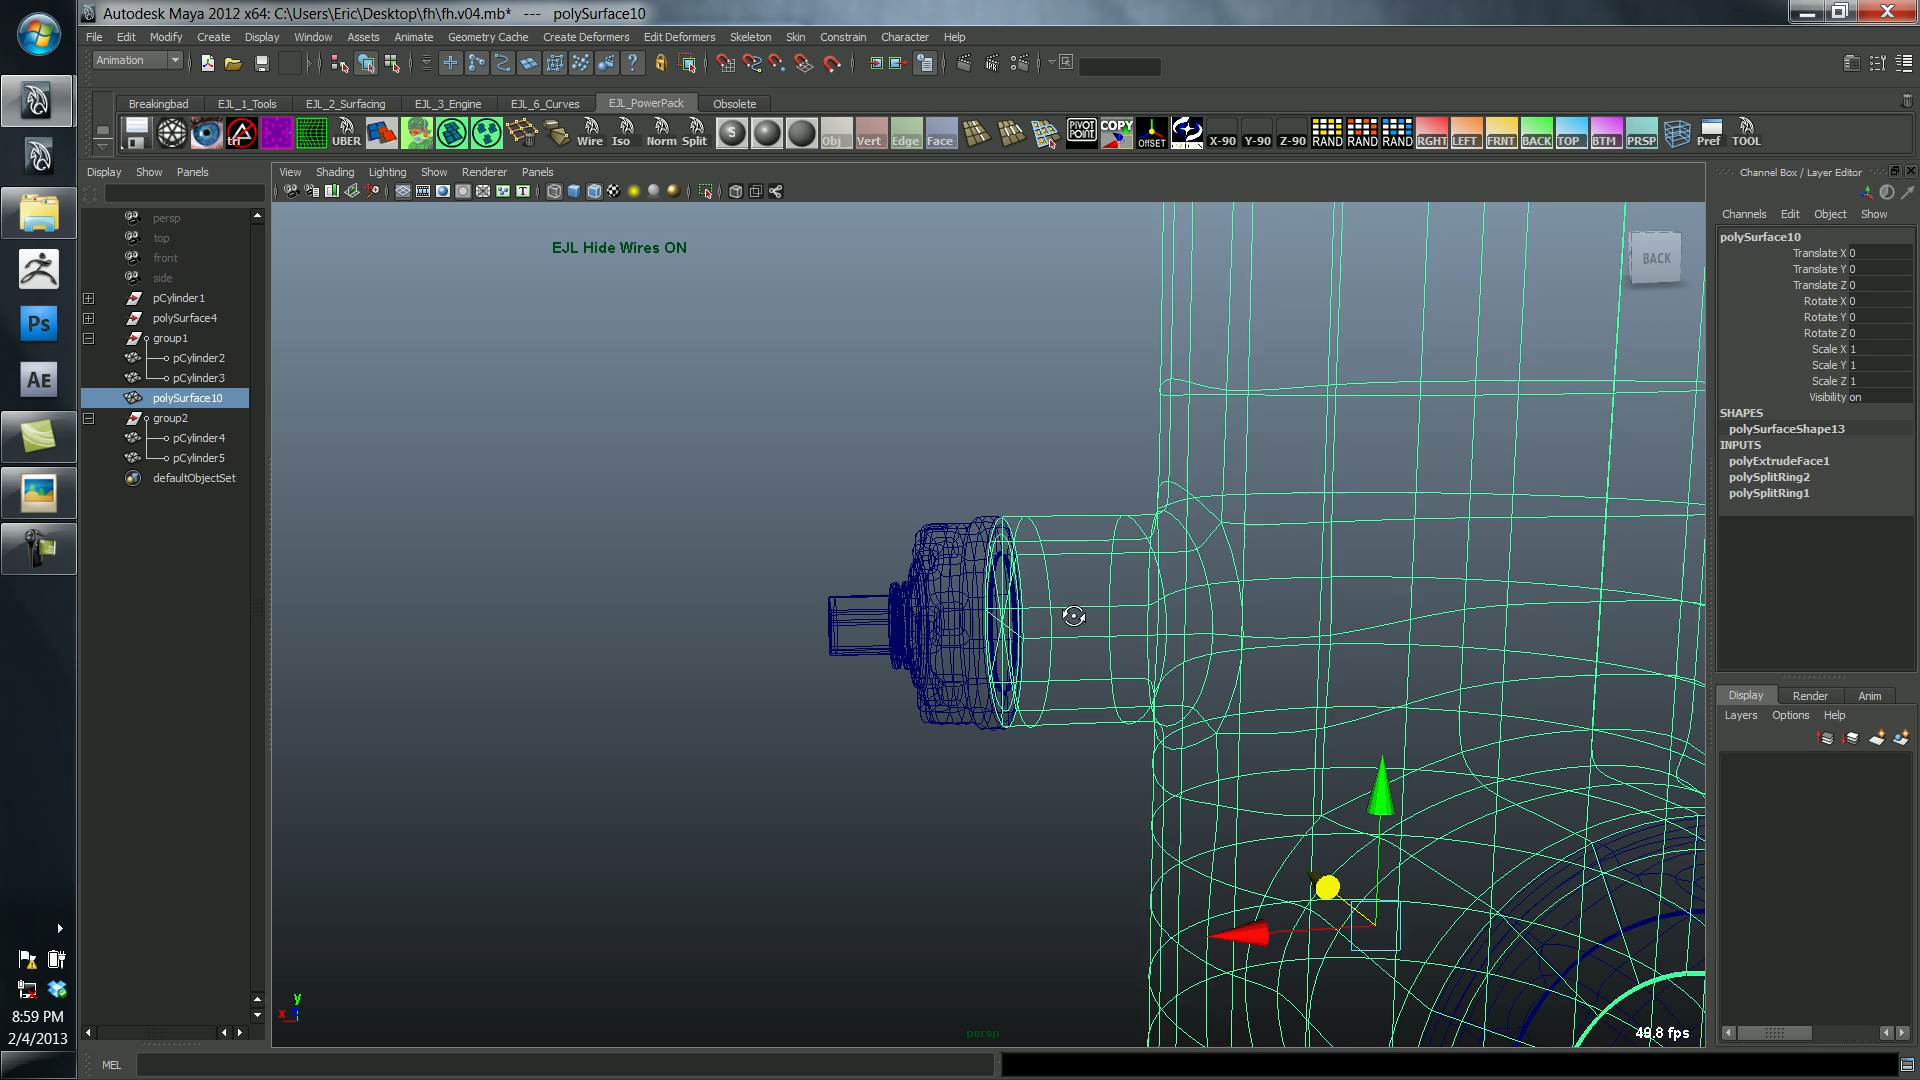 Autodesk Maya 2012 x64: C:\Users\Eric\Desktop\fh\fh.v04.mb* --- polySurface10
File Edit Modify Create Display Window Assets Animate Geometry Cache Create Deformers Edit Deformers Skeleton Skin Constrain Character Help
Animation
Breakingbad EJL_1_Tools EJL_2_Surfacing EJL_3_Engine EJL_6_Curves EJL_PowerPack Obsolete
UBER Wire Iso Norm Split S Obj Vert Edge Face PIVOT POINT COPY OffSET X-90 Y-90 Z-90 RAND RAND RAND RGHT LEFT FRNT BACK TOP BTM PRSP Pref TOOL
Display Show Panels
View Shading Lighting Show Renderer Panels
persp
top
front
side
pCylinder1
polySurface4
group1
pCylinder2
pCylinder3
polySurface10
group2
pCylinder4
pCylinder5
defaultObjectSet
EJL Hide Wires ON
BACK
y
x
persp
49.8 fps
Channel Box / Layer Editor
Channels Edit Object Show
polySurface10
Translate X 0
Translate Y 0
Translate Z 0
Rotate X 0
Rotate Y 0
Rotate Z 0
Scale X 1
Scale Y 1
Scale Z 1
Visibility on
SHAPES
polySurfaceShape13
INPUTS
polyExtrudeFace1
polySplitRing2
polySplitRing1
Display Render Anim
Layers Options Help
Ps
AE
8:59 PM
2/4/2013
MEL